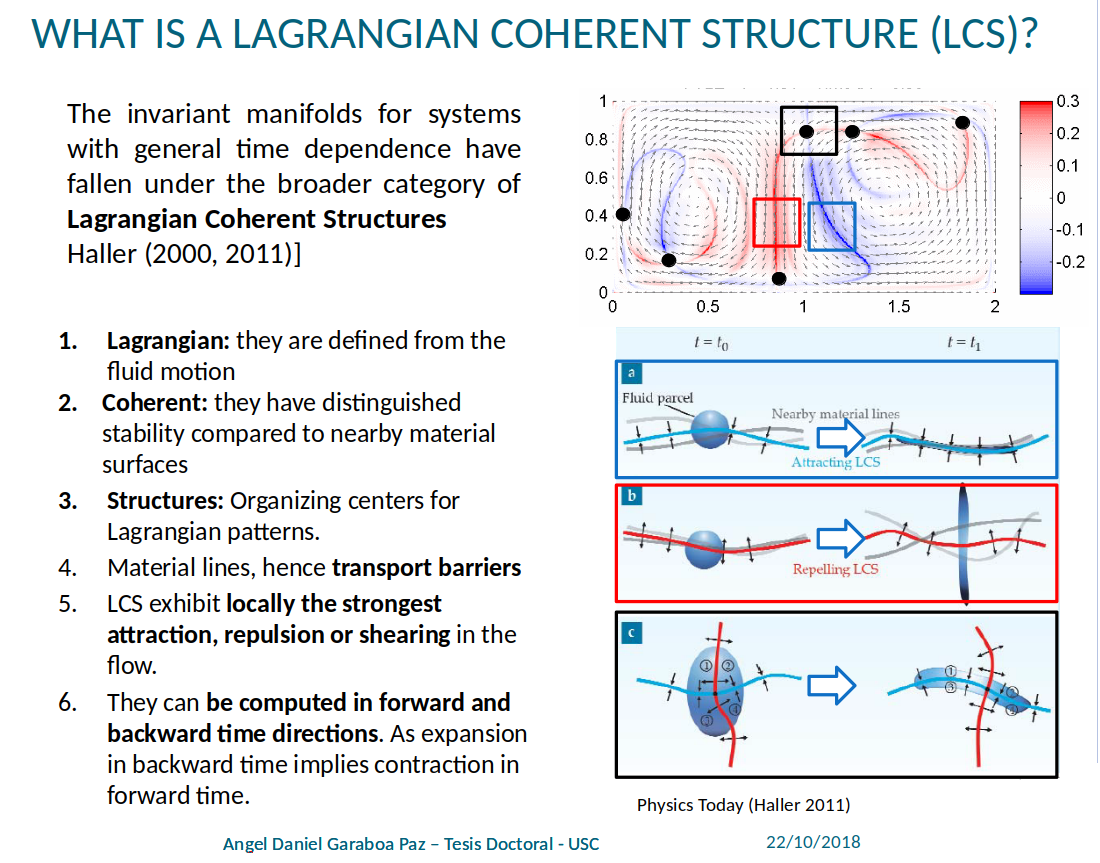 WHAT IS A LAGRANGIAN COHERENT STRUCTURE (LCS)?
The invariant manifolds for systems
with general time dependence have
fallen under the broader category of
Lagrangian Coherent Structures
Haller (2000, 2011)]
1. Lagrangian: they are defined from the
fluid motion
2. Coherent: they have distinguished
stability compared to nearby material
surfaces
3. Structures: Organizing centers for
Lagrangian patterns.
4. Material lines, hence transport barriers
5. LCS exhibit locally the strongest
attraction, repulsion or shearing in the
flow.
6. They can be computed in forward and
backward time directions. As expansion
in backward time implies contraction in
forward time.
1
0.8
0.6
0.4
0.2
0
0 0.5 1 1.5 2
0.3
0.2
0.1
0
-0.1
-0.2
t = t0 t = t1
a
Fluid parcel
Nearby material lines
Attracting LCS
b
Repelling LCS
c
① ②
③ ④
①
③
②
④
Physics Today (Haller 2011)
Angel Daniel Garaboa Paz – Tesis Doctoral - USC 22/10/2018